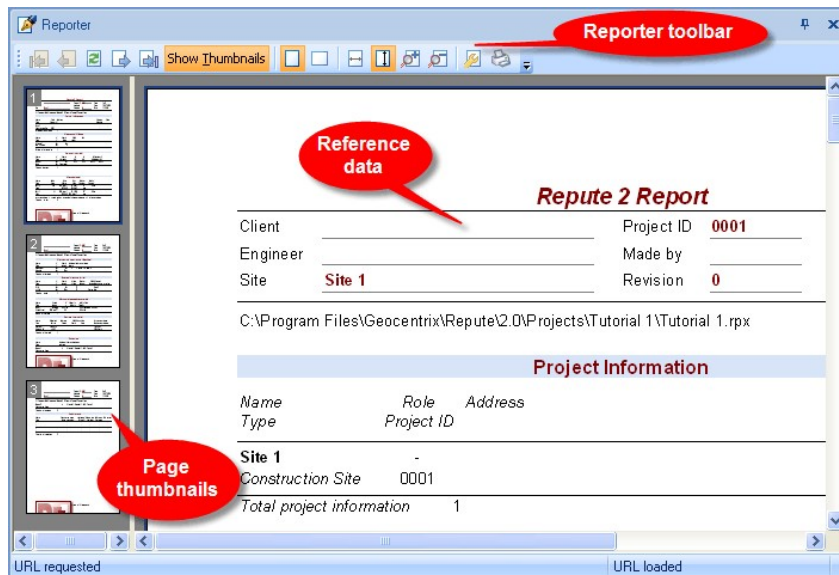 Reporter
Reporter toolbar
Show Thumbnails
1
2
3
Reference
data
Page
thumbnails
Repute 2 Report
Client Project ID 0001
Engineer Made by
Site Site 1 Revision 0
C:\Program Files\Geocentrix\Repute\2.0\Projects\Tutorial 1\Tutorial 1.rpx
Project Information
Name Role Address
Type Project ID
Site 1 -
Construction Site 0001
Total project information 1
URL requested URL loaded